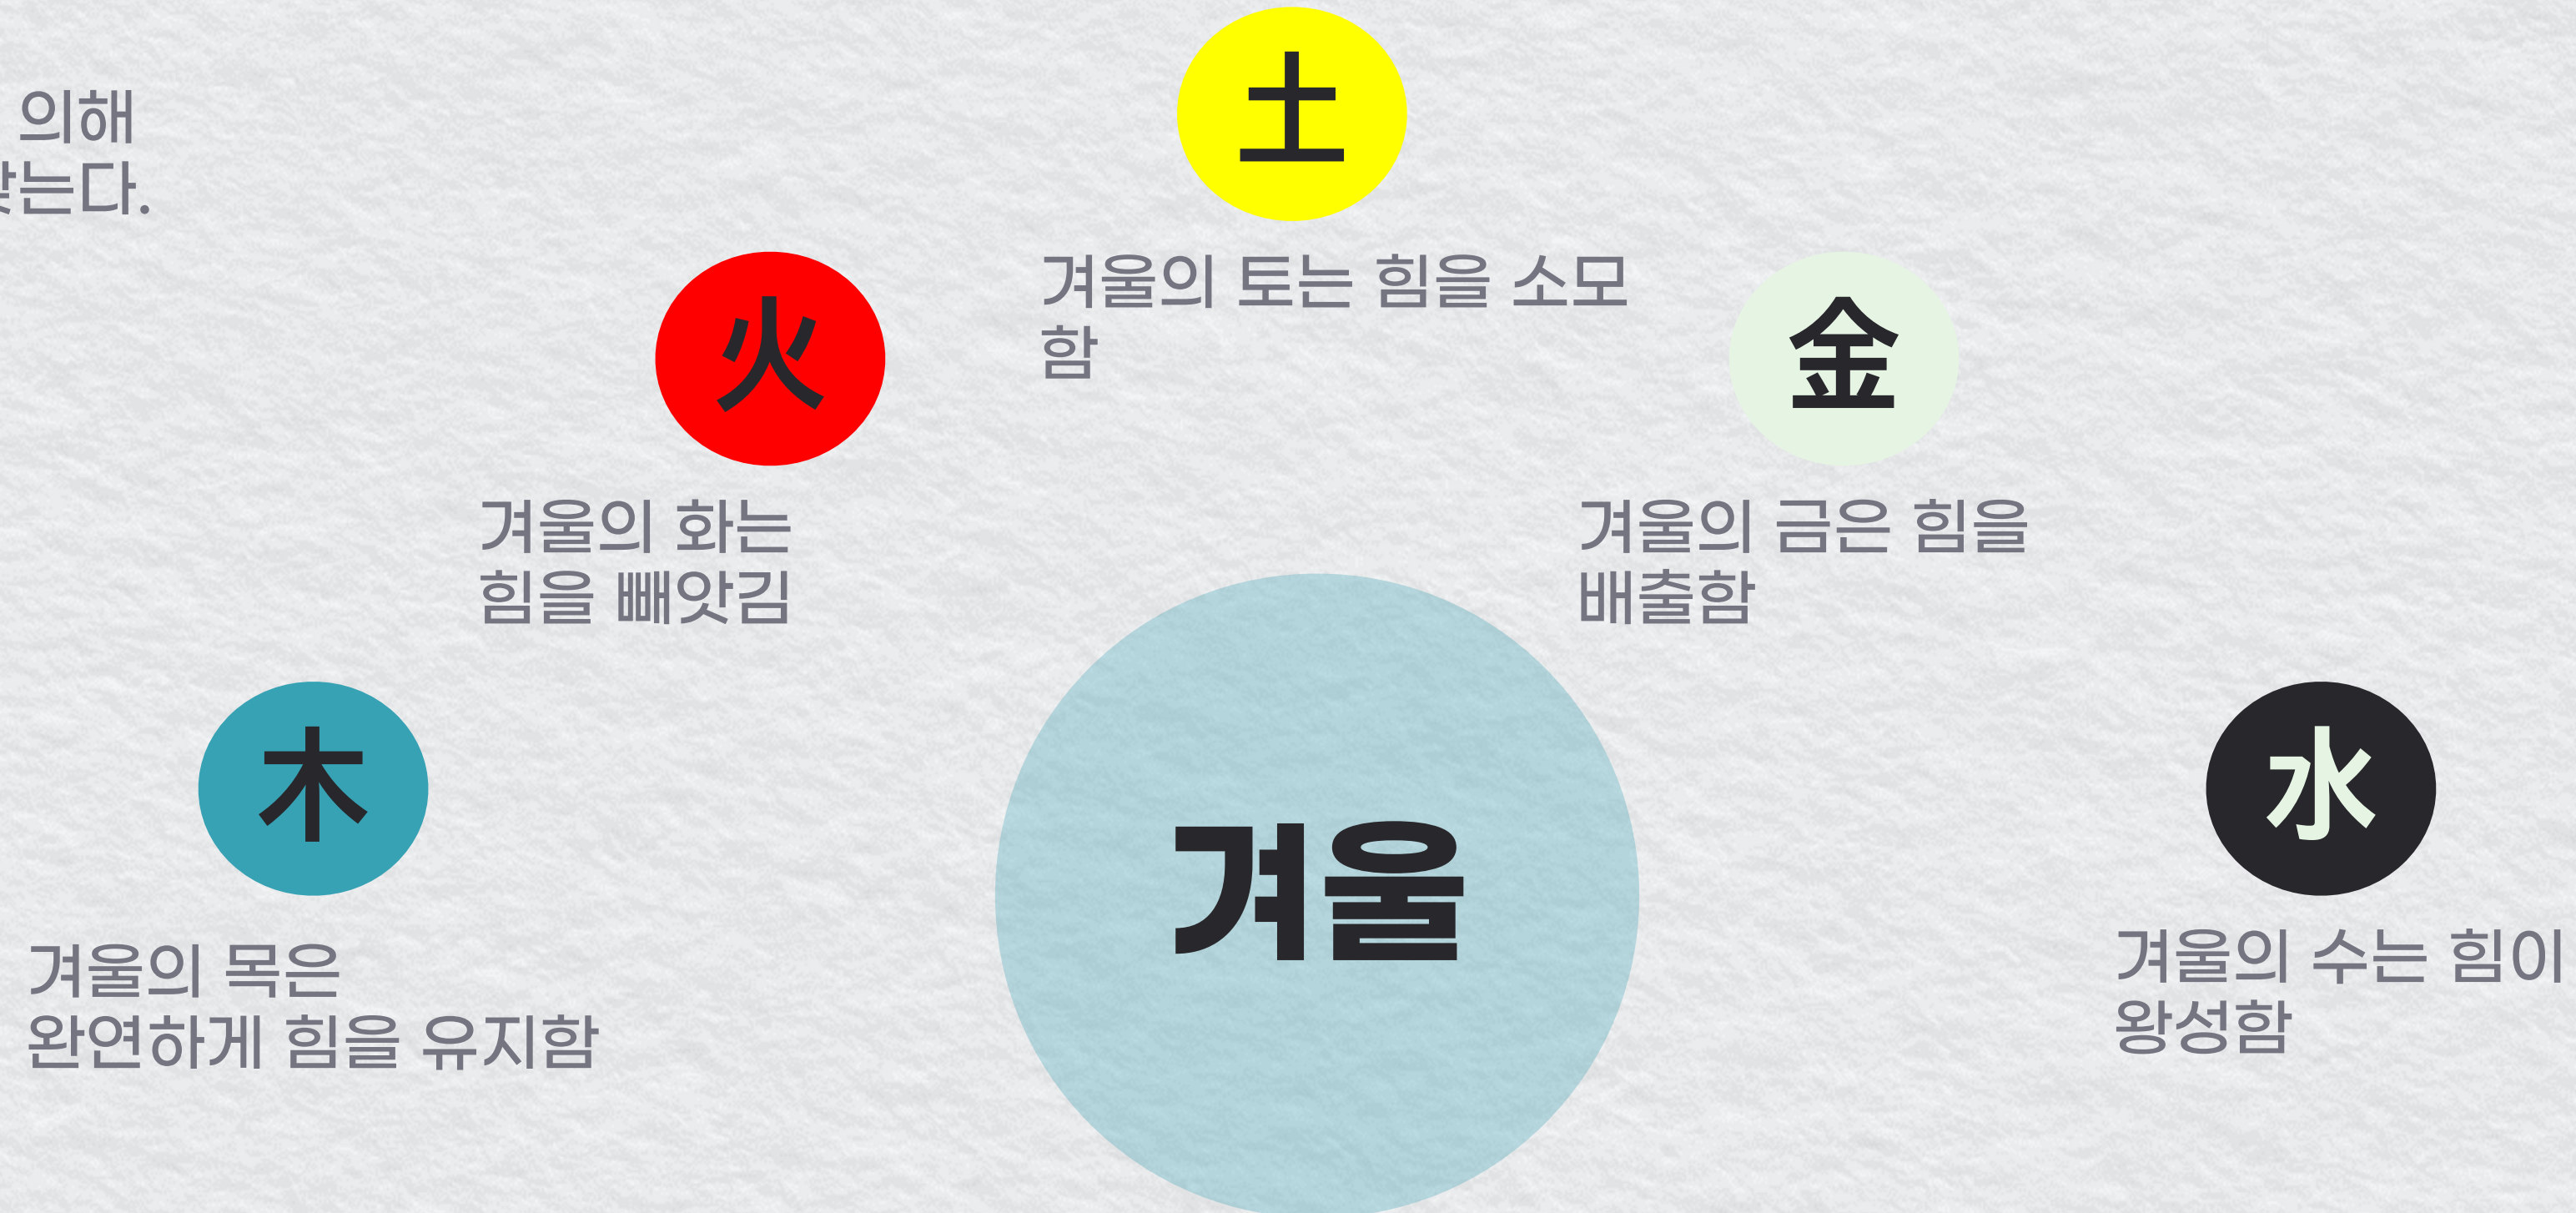 의해
는다.
土
겨울의 토는 힘을 소모
함
火
겨울의 화는
힘을 빼앗김
金
겨울의 금은 힘을
배출함
木
겨울의 목은
완연하게 힘을 유지함
겨울
水
겨울의 수는 힘이
왕성함